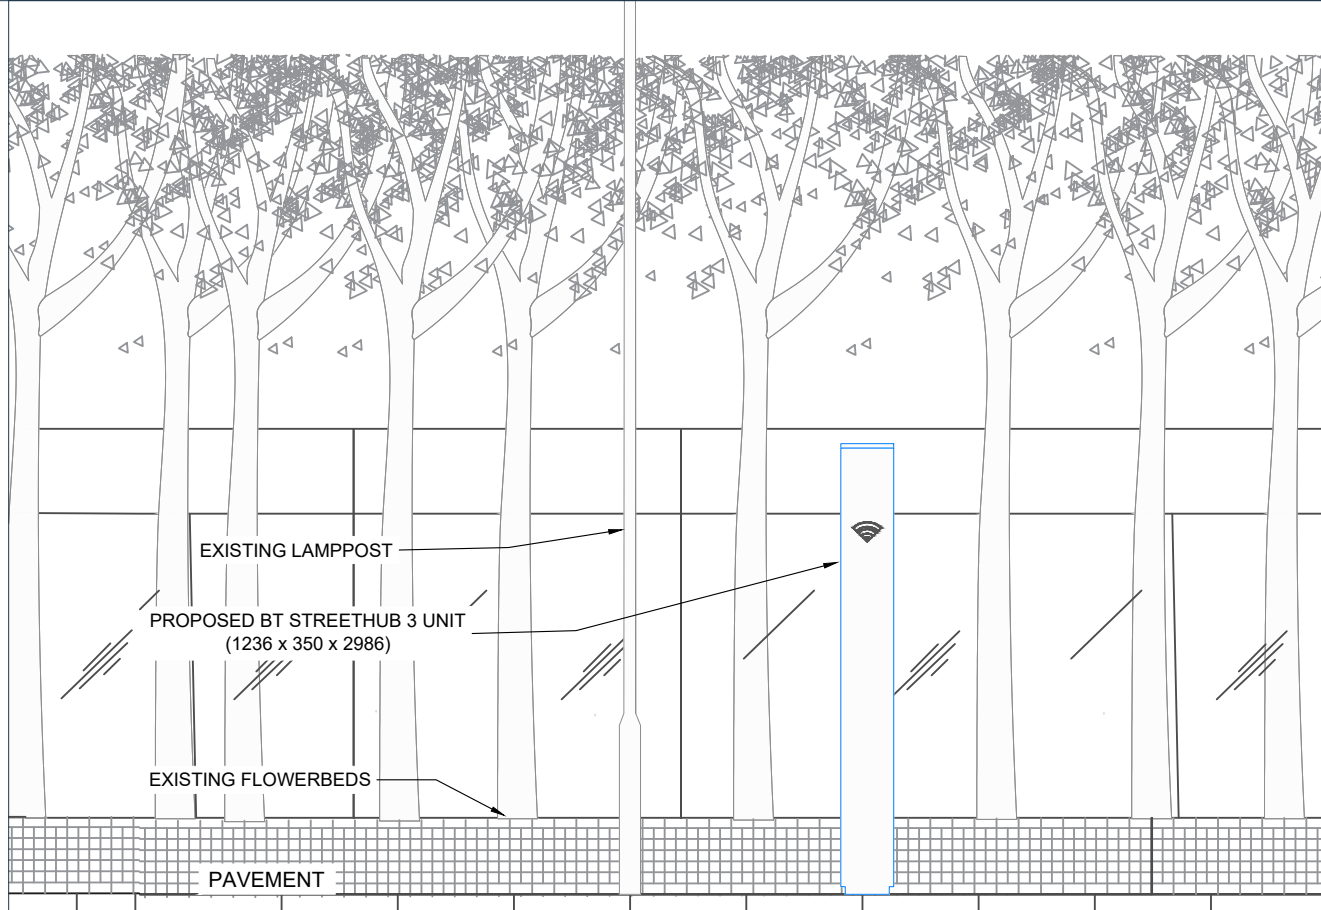 EXISTING LAMPPOST
PROPOSED BT STREETHUB 3 UNIT
(1236 x 350 x 2986)
EXISTING FLOWERBEDS
PAVEMENT